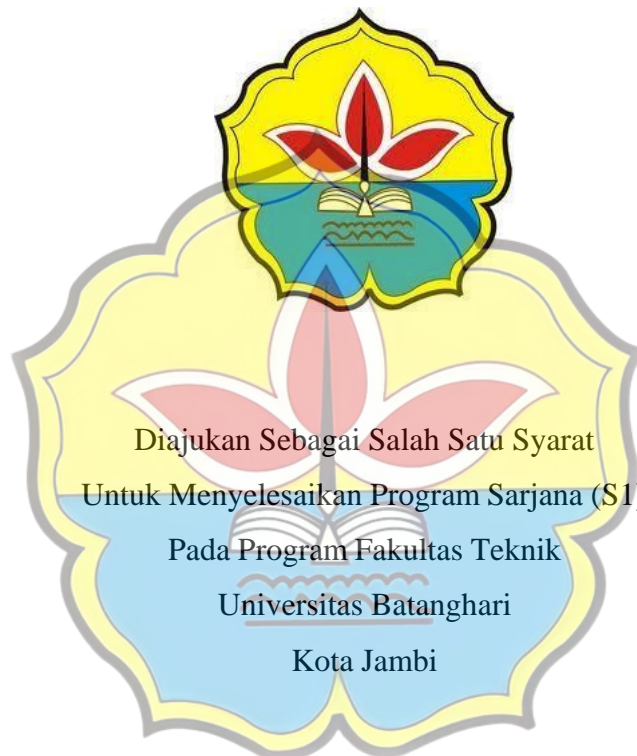 Diajukan Sebagai Salah Satu Syarat
Untuk Menyelesaikan Program Sarjana (S1)
Pada Program Fakultas Teknik
Universitas Batanghari
Kota Jambi